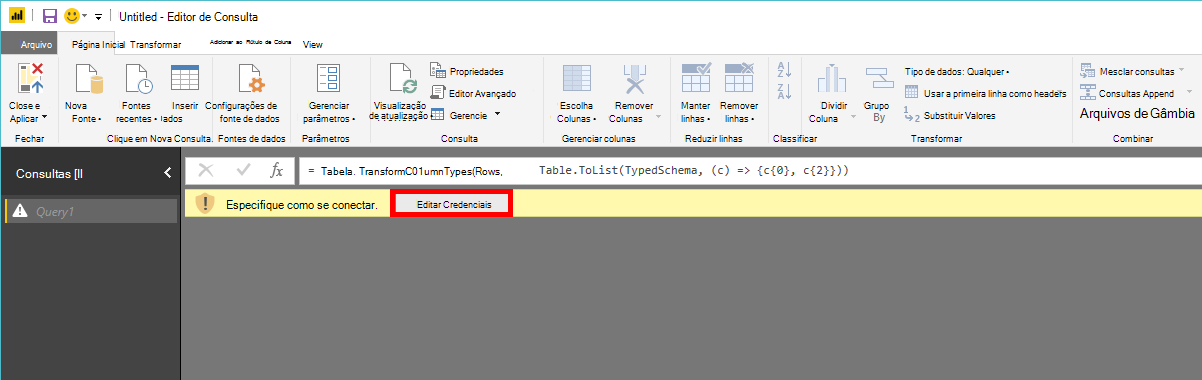 Untitled - Editor de Consulta
Arquivo
Página Inicial
Transformar
Adicionar ao Rótulo de Coluna
View
Close e
Aplicar
Nova
Fonte
Fontes
recentes
Inserir
lados
Configurações de
fonte de dados
Gerenciar
parâmetros
Visualização
de atualização
Propriedades
Editor Avançado
Gerencie
Escolha
Colunas
Remover
Colunas
Manter
linhas
Remover
linhas
A
Z
Z
A
Dividir
Coluna
Grupo
By
Tipo de dados: Qualquer
Usar a primeira linha como headers
1
2
Substituir Valores
Mesclar consultas
Consultas Append
Arquivos de Gâmbia
Fechar
Clique em Nova Consulta.
Fontes de dados
Parâmetros
Consulta
Gerenciar colunas
Reduzir linhas
Classificar
Transformar
Combinar
Consultas [ll
fx
= Tabela. TransformC01umnTypes(Rows, Table.ToList(TypedSchema, (c) => {c{0}, c{2}}))
Query1
Especifique como se conectar.
Editar Credenciais